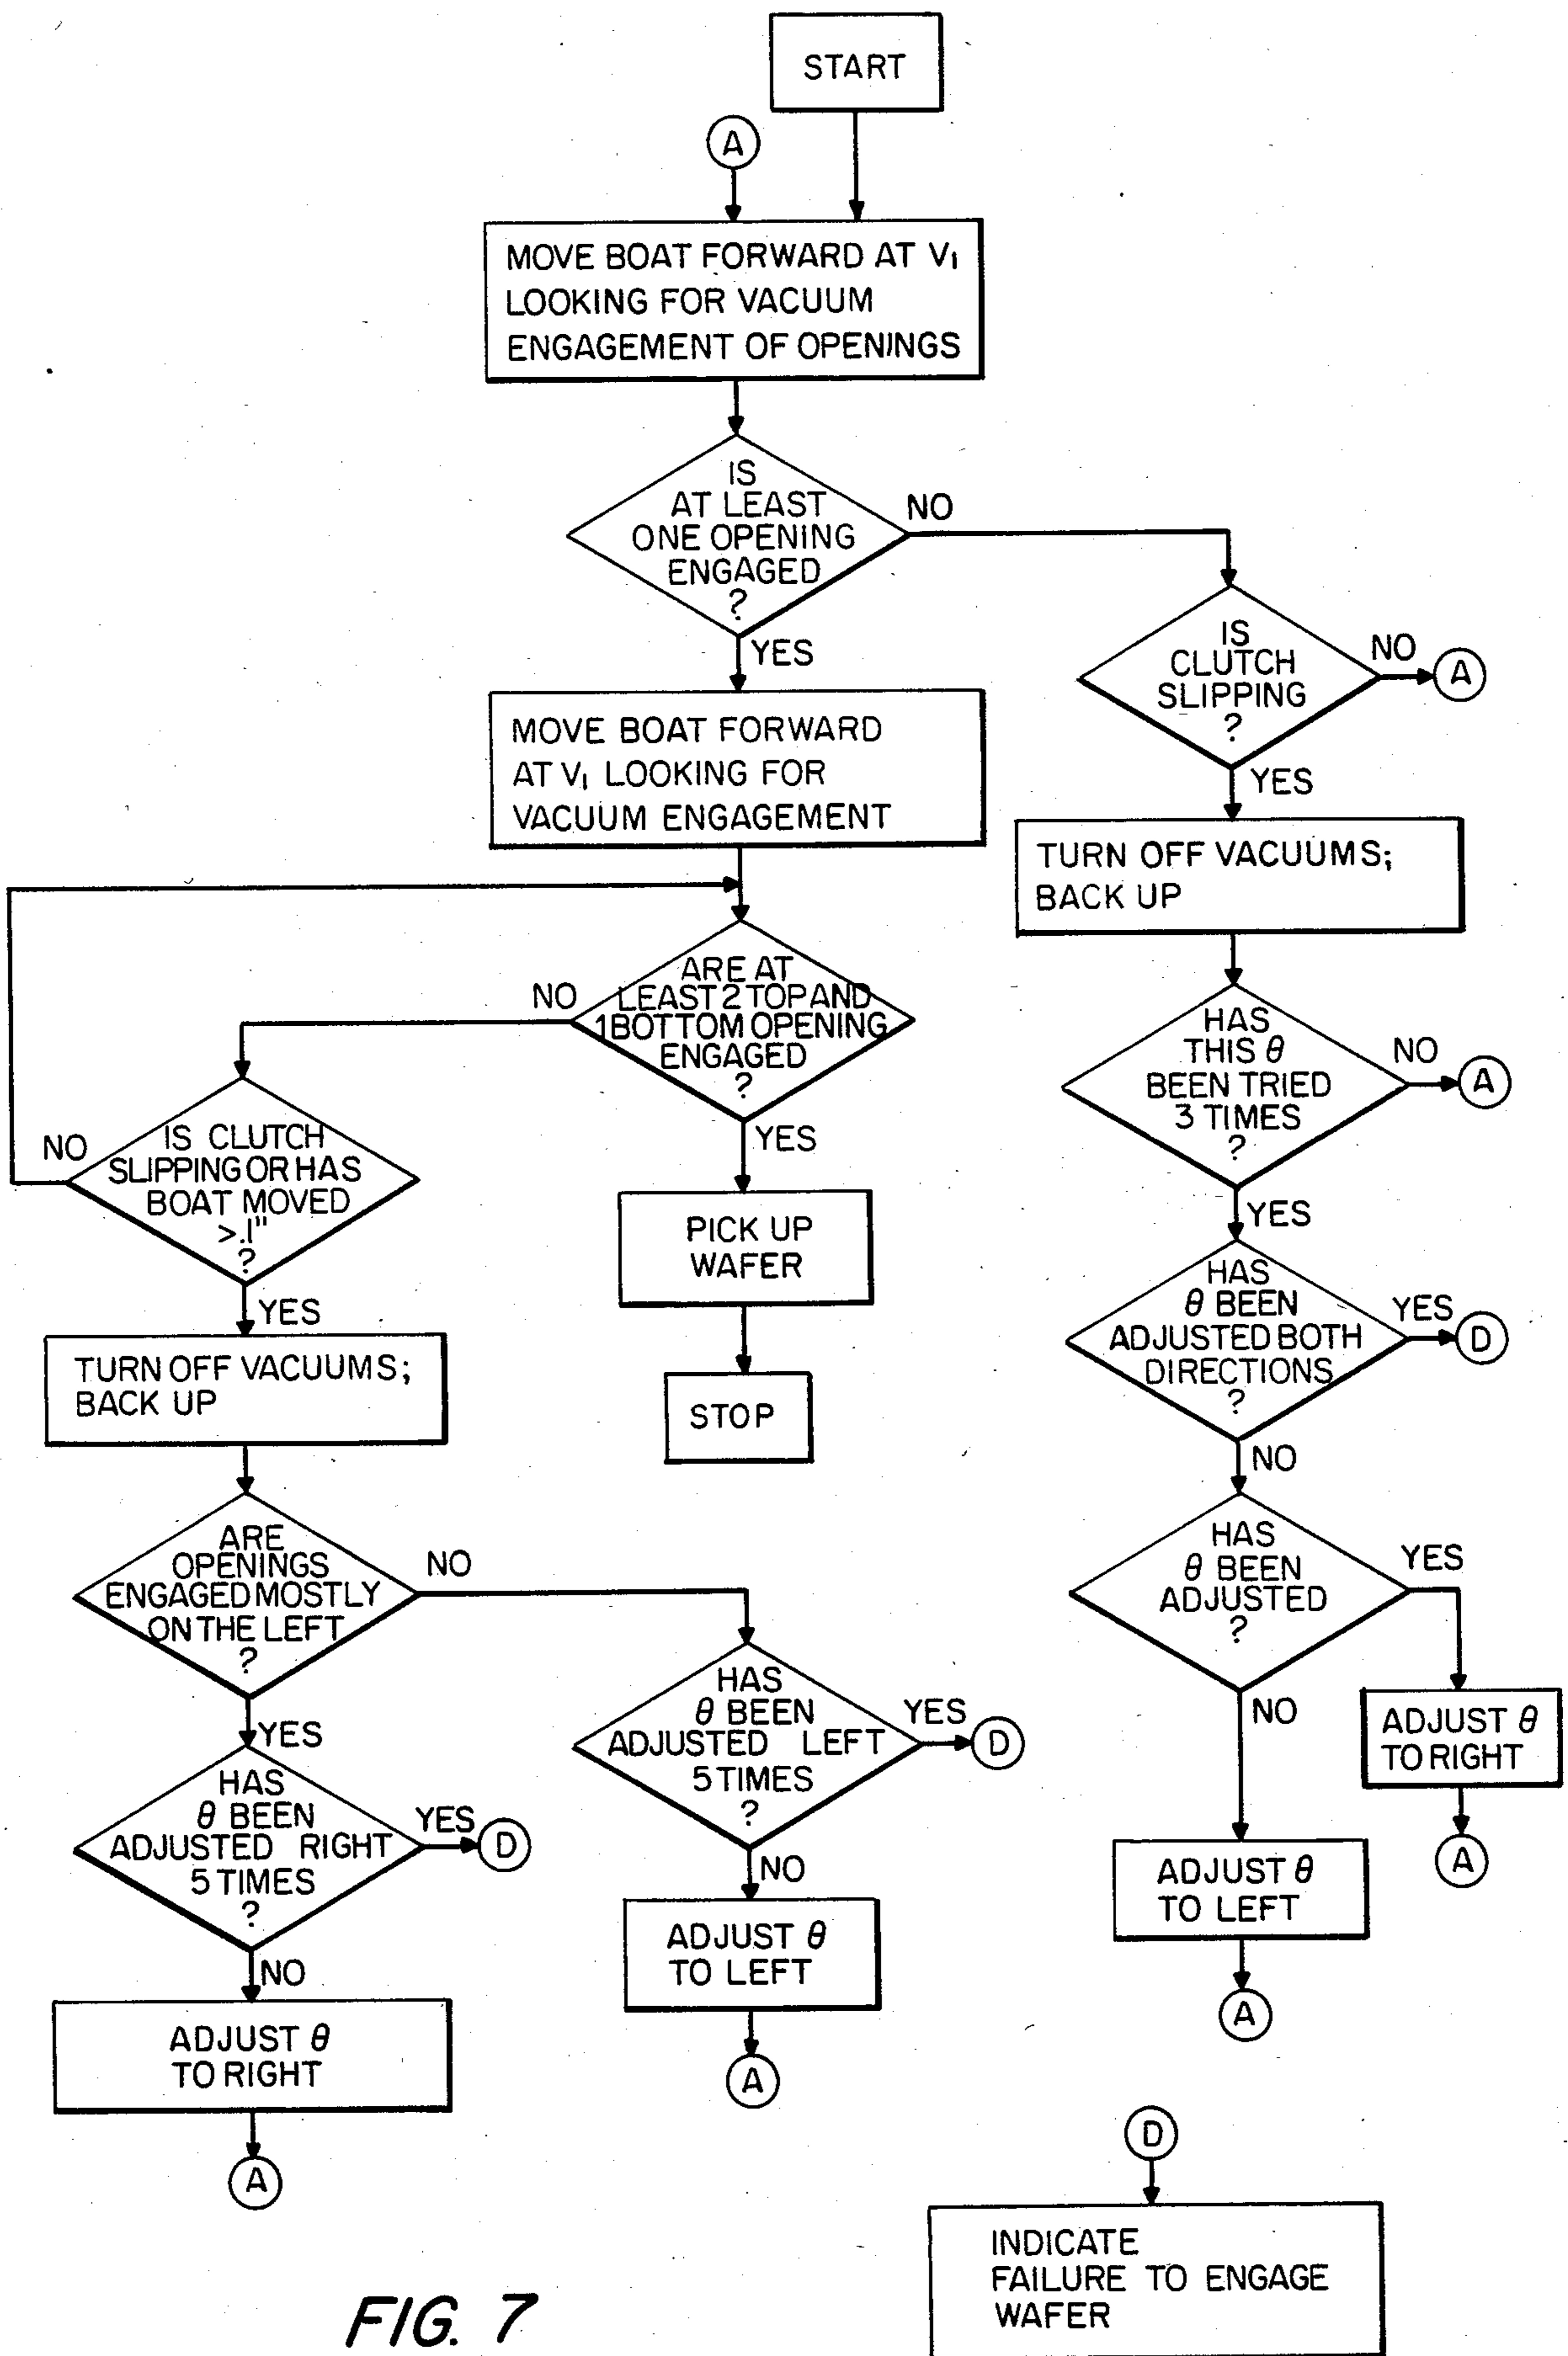 START
A
MOVE BOAT FORWARD AT V₁
LOOKING FOR VACUUM
ENGAGEMENT OF OPENINGS
IS
AT LEAST
ONE OPENING
ENGAGED
?
NO
YES
IS
CLUTCH
SLIPPING
?
NO
A
YES
MOVE BOAT FORWARD
AT V₁ LOOKING FOR
VACUUM ENGAGEMENT
TURN OFF VACUUMS;
BACK UP
ARE AT
LEAST 2 TOP AND
1 BOTTOM OPENING
ENGAGED
?
NO
YES
HAS
THIS θ
BEEN TRIED
3 TIMES
?
NO
A
YES
IS CLUTCH
SLIPPING OR HAS
BOAT MOVED
>.1"
?
NO
YES
PICK UP
WAFER
STOP
HAS
θ BEEN
ADJUSTED BOTH
DIRECTIONS
?
YES
D
NO
TURN OFF VACUUMS;
BACK UP
ARE
OPENINGS
ENGAGED MOSTLY
ON THE LEFT
?
NO
YES
HAS
θ BEEN
ADJUSTED
?
YES
NO
HAS
θ BEEN
ADJUSTED LEFT
5 TIMES
?
YES
D
NO
ADJUST θ
TO RIGHT
A
HAS
θ BEEN
ADJUSTED RIGHT
5 TIMES
?
YES
D
NO
ADJUST θ
TO LEFT
A
ADJUST θ
TO LEFT
A
ADJUST θ
TO RIGHT
A
D
INDICATE
FAILURE TO ENGAGE
WAFER
FIG. 7